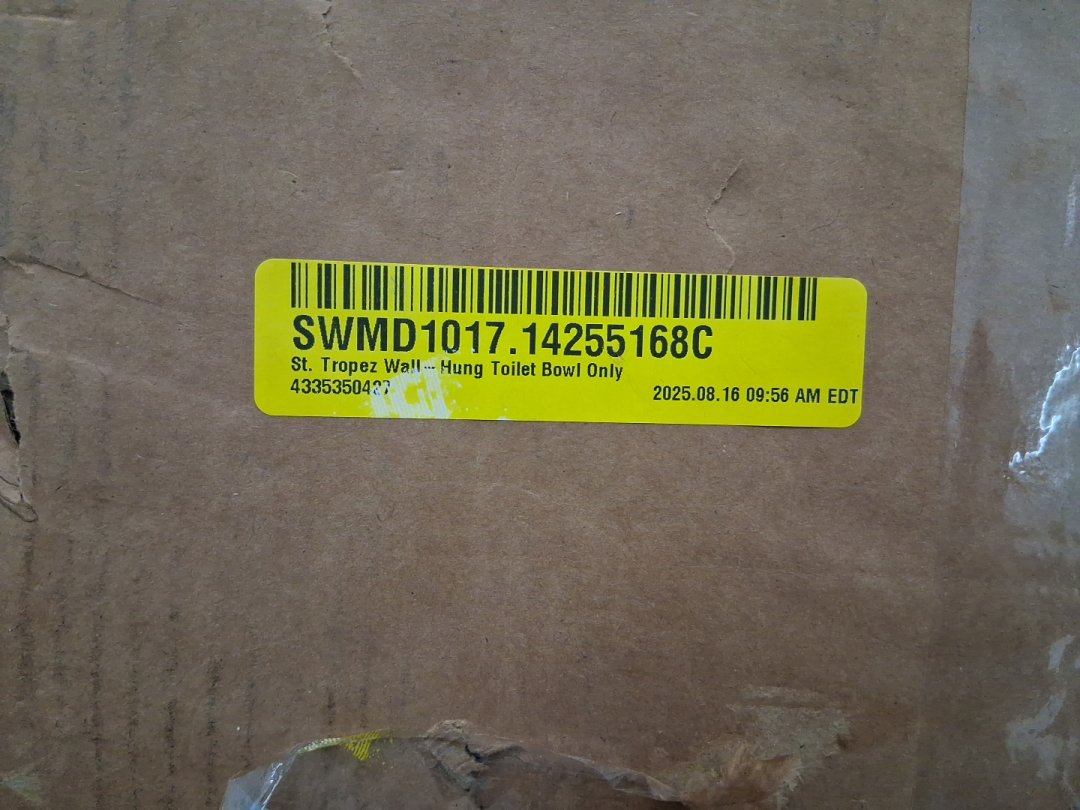 SWMD1017.14255168C
St. Tropez Wall - Hung Toilet Bowl Only
2025.08.16 09:56 AM EDT